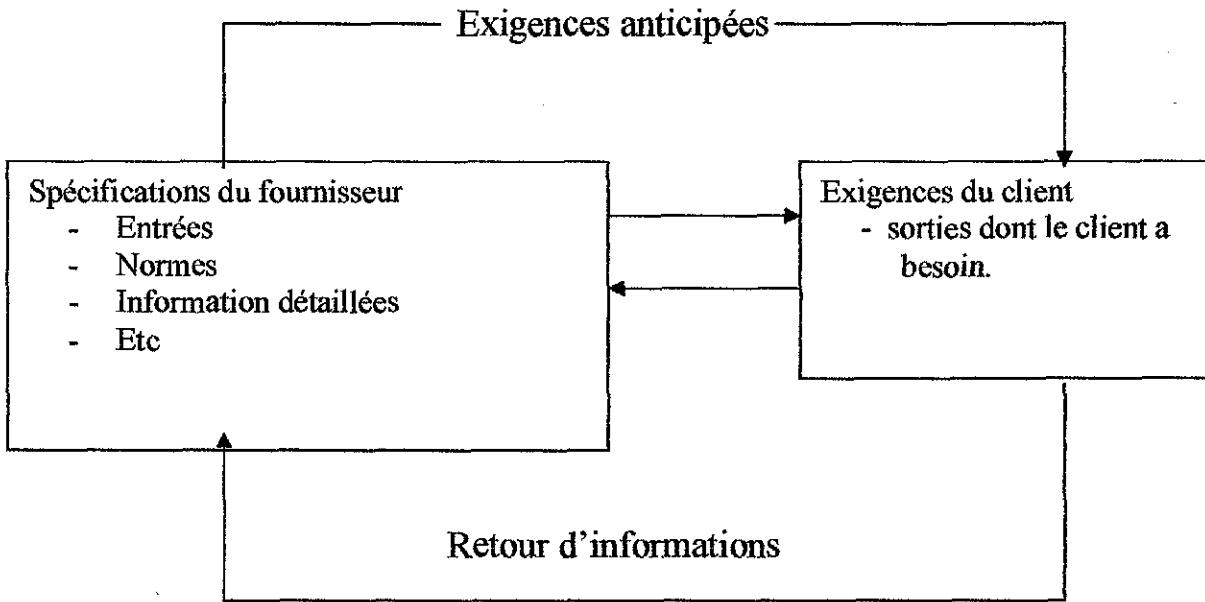 Exigences anticipées
Spécifications du fournisseur
- Entrées
- Normes
- Information détaillées
- Etc
Exigences du client
- sorties dont le client a
besoin.
Retour d'informations